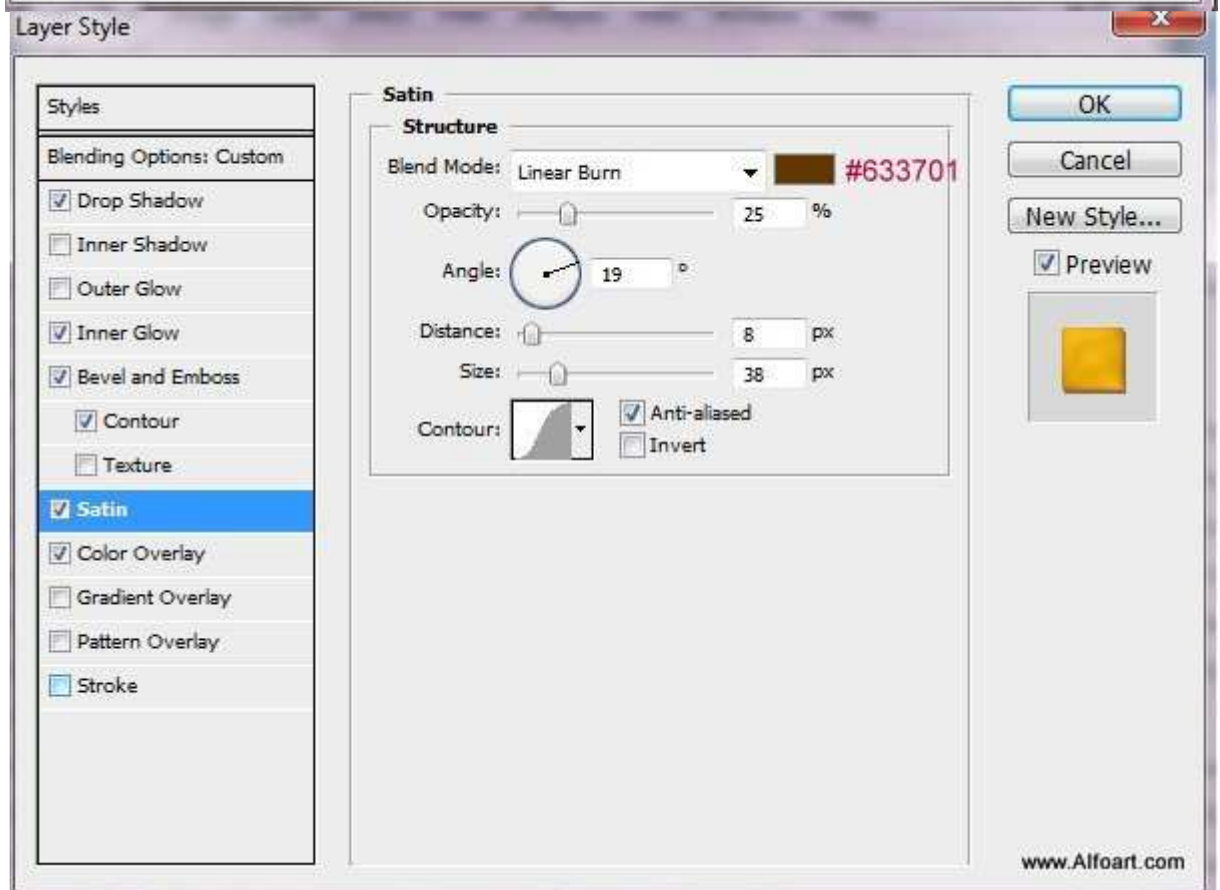 Layer Style
x
Styles
Blending Options: Custom
Drop Shadow
Inner Shadow
Outer Glow
Inner Glow
Bevel and Emboss
Contour
Texture
Satin
Color Overlay
Gradient Overlay
Pattern Overlay
Stroke
Satin
Structure
Blend Mode: Linear Burn #633701
Opacity: 25 %
Angle: 19 °
Distance: 8 px
Size: 38 px
Contour: Anti-aliased
Invert
OK
Cancel
New Style...
Preview
www.Alfoart.com